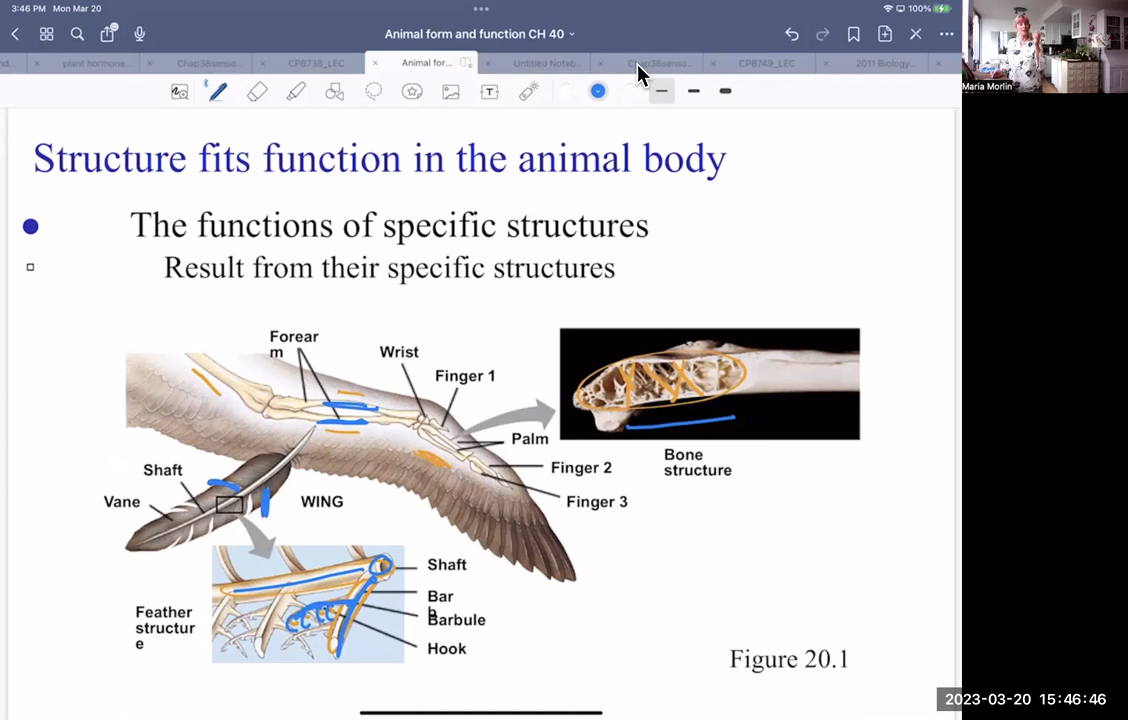 3:46 PM Mon Mar 20
100%
Animal form and function CH 40
nd...
plant hormone...
Chap38senso...
CPB738_LEC
Animal for...
Untitled Noteb...
Chap38senso...
CPB749_LEC
2011 Biology...
T
Maria Morlin
Structure fits function in the animal body
The functions of specific structures
Result from their specific structures
Forear
m
Wrist
Finger 1
Palm
Finger 2
Finger 3
Bone
structure
Shaft
Vane
WING
Shaft
Bar
b
Barbule
Hook
Feather
structur
e
Figure 20.1
2023-03-20 15:46:46